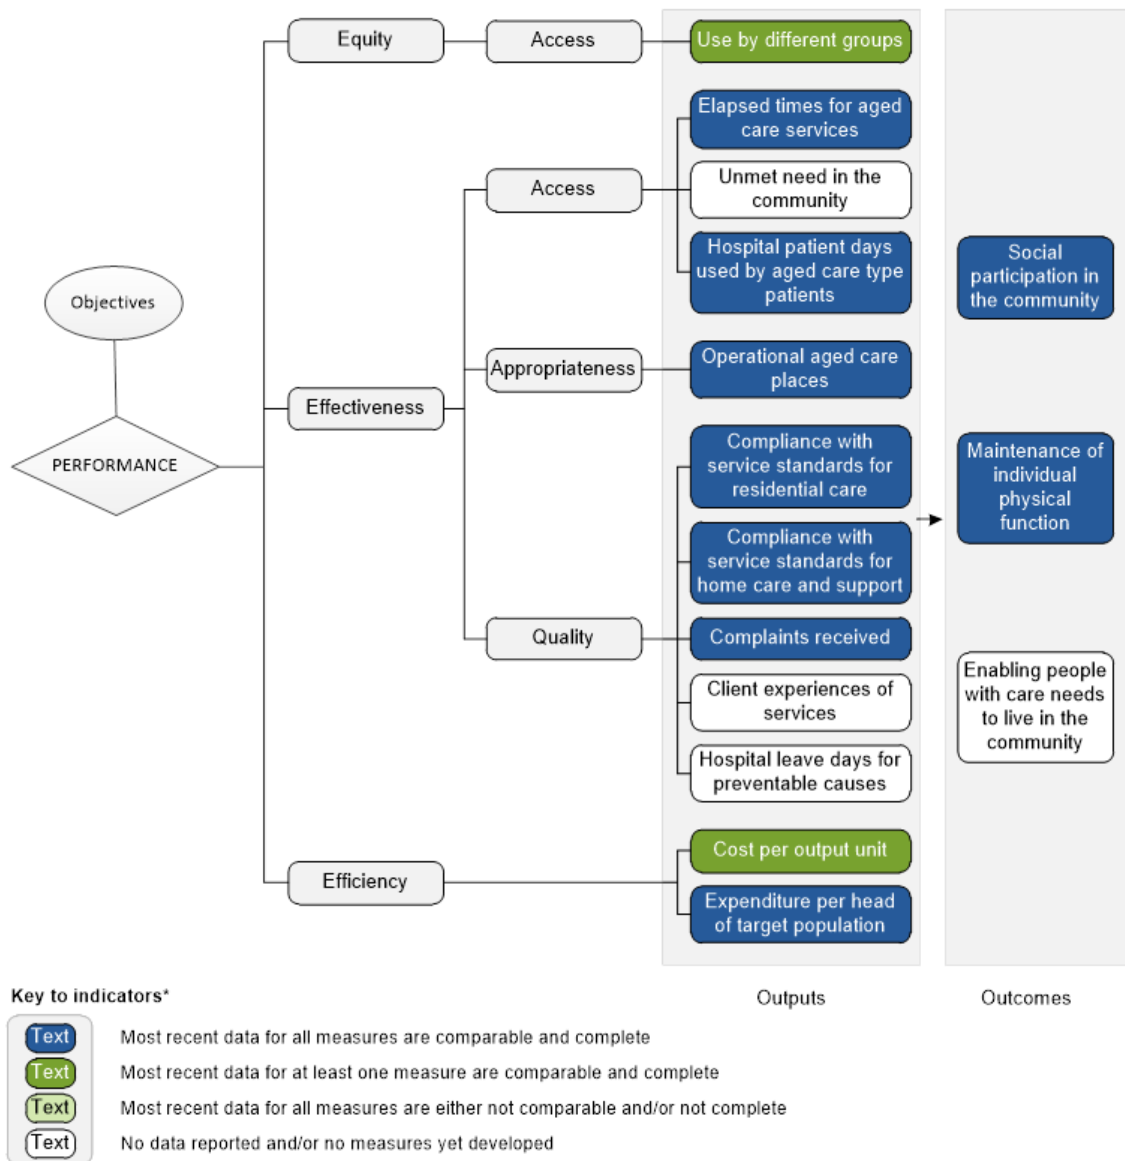 Equity
Access
Use by different groups
Elapsed times for aged
care services
Access
Unmet need in the
community
Hospital patient days
used by aged care type
patients
Social
participation in
the community
Objectives
Appropriateness
Operational aged care
places
Effectiveness
PERFORMANCE
Compliance with
service standards for
residential care
Maintenance of
individual
physical
function
Compliance with
service standards for
home care and support
Quality
Complaints received
Client experiences of
services
Enabling people
with care needs
to live in the
community
Hospital leave days for
preventable causes
Efficiency
Cost per output unit
Expenditure per head
of target population
Outputs
Outcomes
Key to indicators*
Text Most recent data for all measures are comparable and complete
Text Most recent data for at least one measure are comparable and complete
Text Most recent data for all measures are either not comparable and/or not complete
Text No data reported and/or no measures yet developed